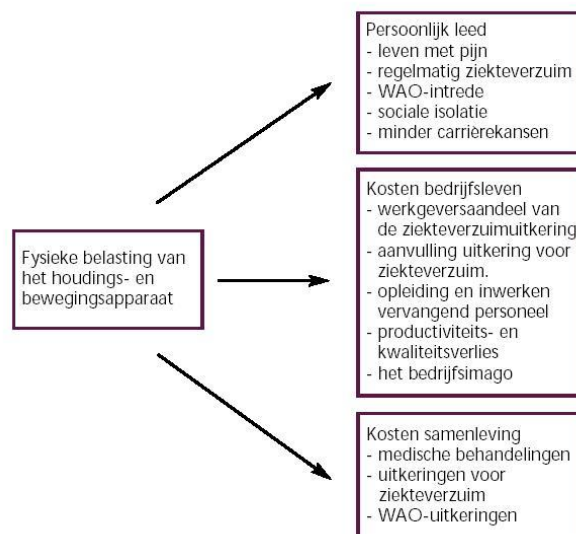 Persoonlijk leed
- leven met pijn
- regelmatig ziekteverzuim
- WAO-intrede
- sociale isolatie
- minder carrièrekansen
Fysieke belasting van
het houdings- en
bewegingsapparaat
Kosten bedrijfsleven
- werkgeversaandeel van
de ziekteverzuimuitkering
- aanvulling uitkering voor
ziekteverzuim.
- opleiding en inwerken
vervangend personeel
- productiviteits- en
kwaliteitsverlies
- het bedrijfsimago
Kosten samenleving
- medische behandelingen
- uitkeringen voor
ziekteverzuim
- WAO-uitkeringen